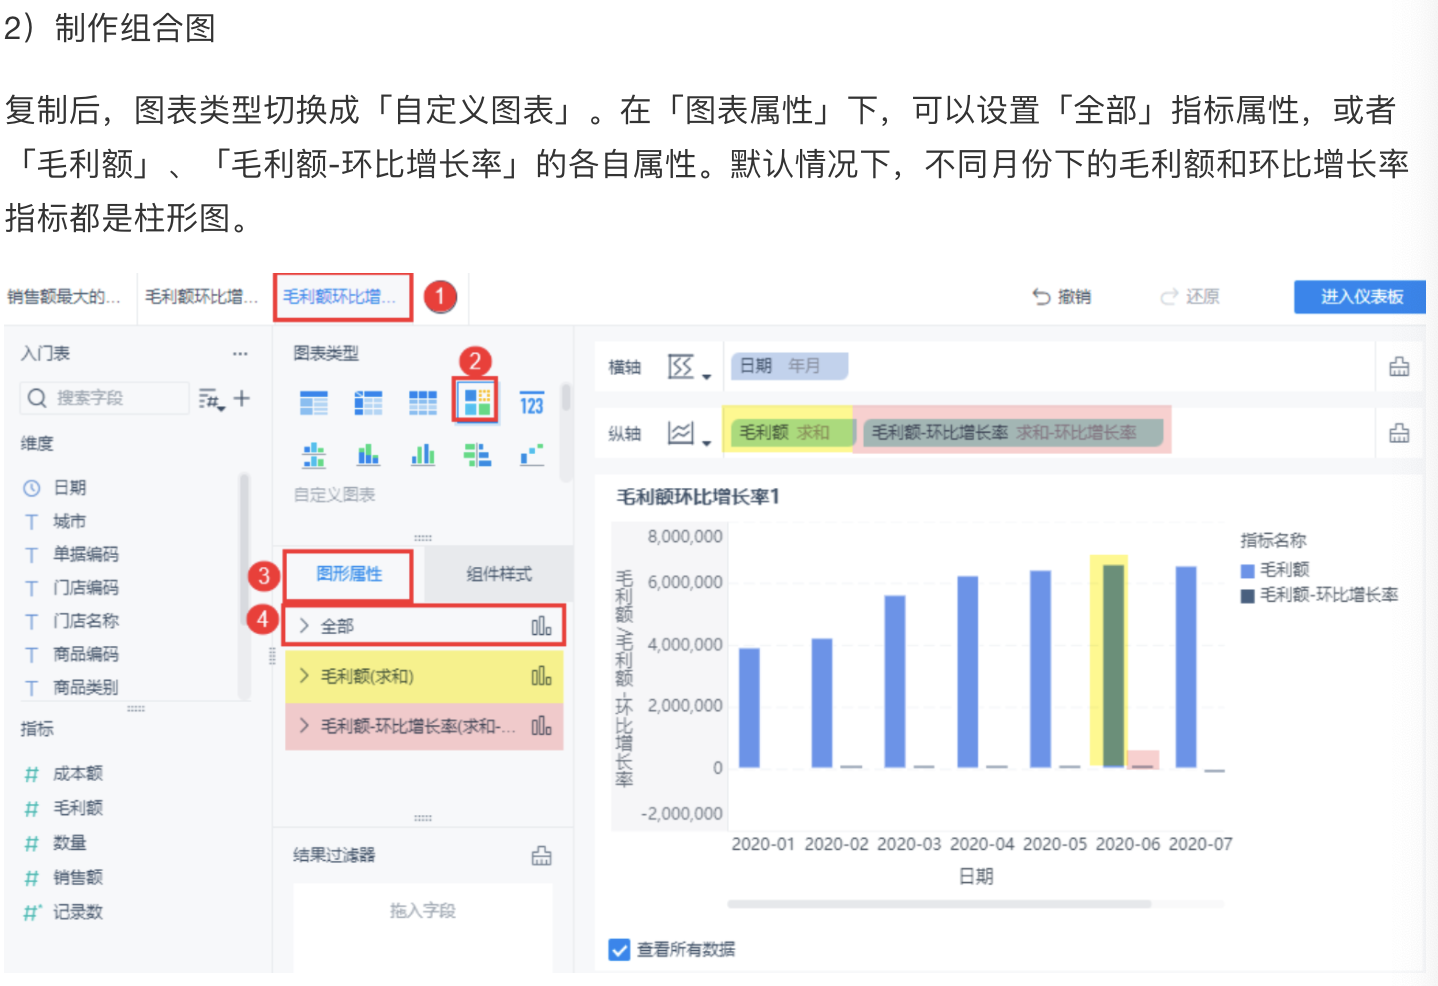 2）制作组合图
复制后，图表类型切换成「自定义图表」。在「图表属性」下，可以设置「全部」指标属性，或者
「毛利额」、「毛利额-环比增长率」的各自属性。默认情况下，不同月份下的毛利额和环比增长率
指标都是柱形图。
销售额最大的... 毛利额环比增... 毛利额环比增... 1 撤销 还原 进入仪表板
入门表 ...
搜索字段
维度
日期
城市
单据编码
门店编码
门店名称
商品编码
商品类别
指标
成本额
毛利额
数量
销售额
记录数
图表类型
2
123
自定义图表
3 图形属性 组件样式
4 全部
毛利额(求和)
毛利额-环比增长率(求和-...
结果过滤器
拖入字段
横轴 日期 年月
纵轴 毛利额 求和 毛利额-环比增长率 求和-环比增长率
毛利额环比增长率1
毛利额/毛利额-环比增长率
8,000,000
6,000,000
4,000,000
2,000,000
0
-2,000,000
2020-01 2020-02 2020-03 2020-04 2020-05 2020-06 2020-07
日期
指标名称
毛利额
毛利额-环比增长率
查看所有数据